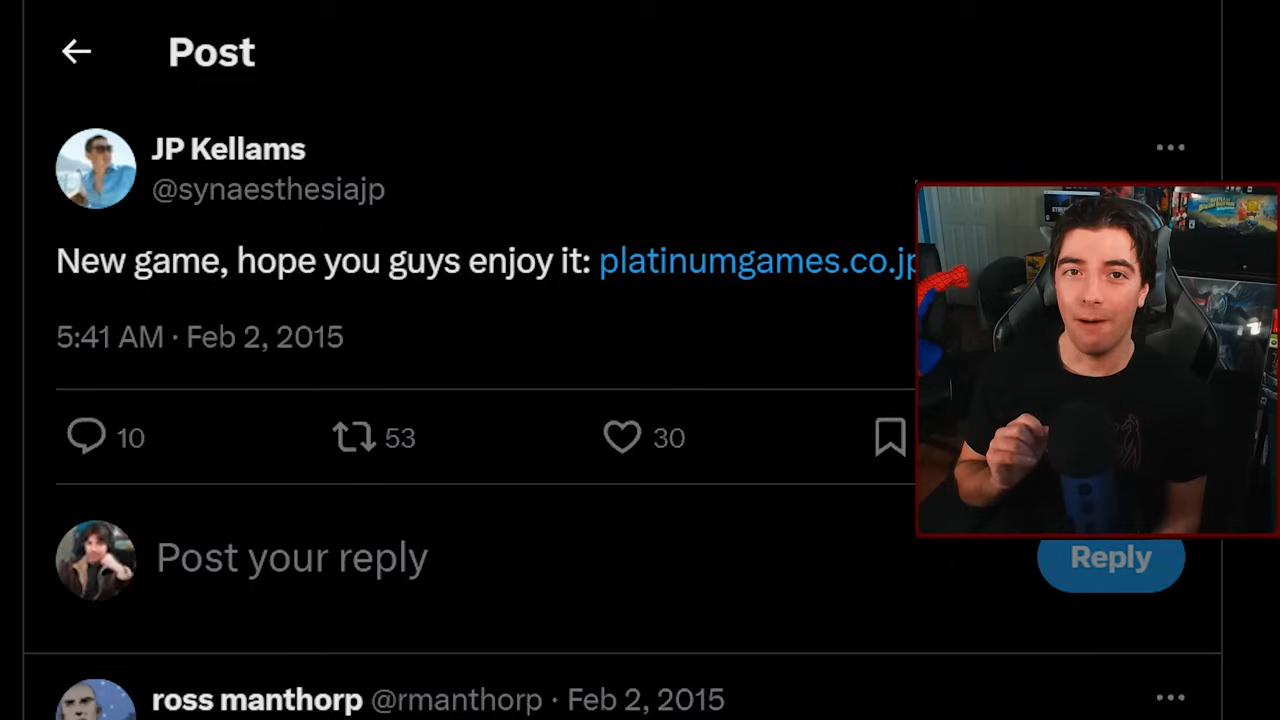 Post
JP Kellams
@synaesthesiajp
New game, hope you guys enjoy it: platinumgames.co.jp
5:41 AM · Feb 2, 2015
10 53 30
Post your reply
Reply
ross manthorp @rmanthorp · Feb 2, 2015